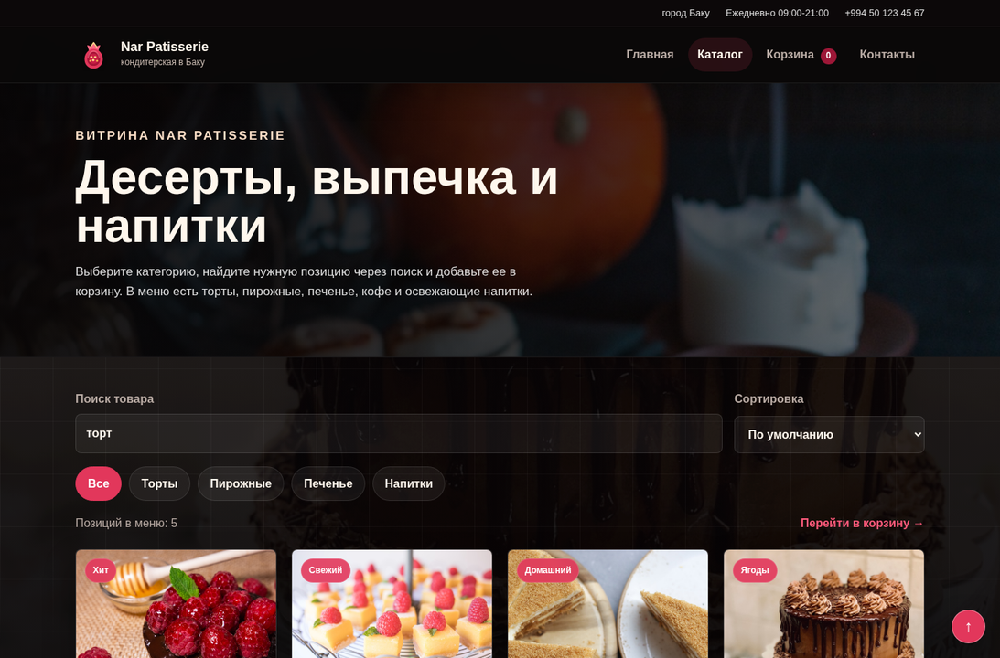 город Баку Ежедневно 09:00-21:00 +994 50 123 45 67
Nar Patisserie
кондитерская в Баку
Главная Каталог Корзина 0 Контакты
ВИТРИНА NAR PATISSERIE
Десерты, выпечка и
напитки
Выберите категорию, найдите нужную позицию через поиск и добавьте ее в
корзину. В меню есть торты, пирожные, печенье, кофе и освежающие напитки.
Поиск товара Сортировка
торт По умолчанию
Все Торты Пирожные Печенье Напитки
Позиций в меню: 5 Перейти в корзину →
Хит Свежий Домашний Ягоды
↑